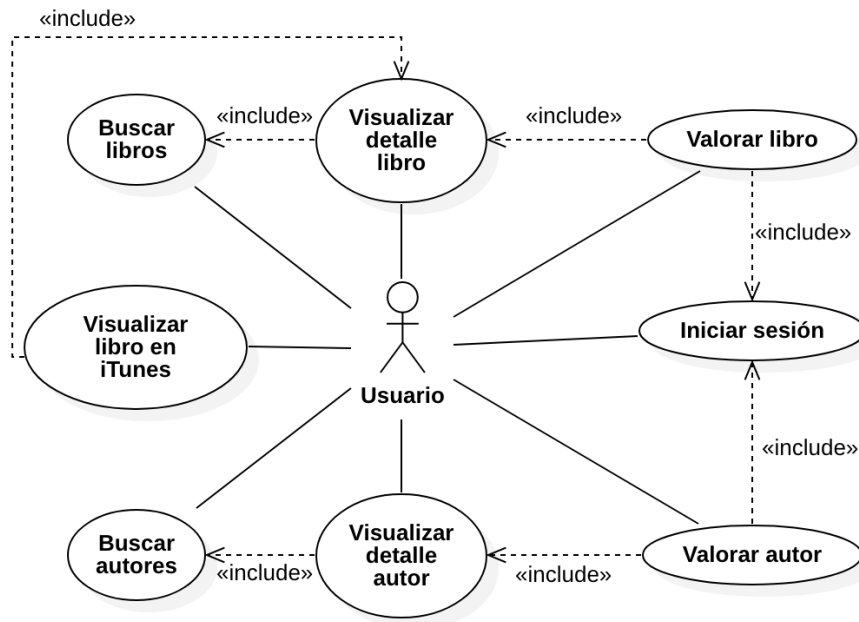 «include»
Buscar
libros
«include»
Visualizar
detalle
libro
«include»
Valorar libro
«include»
Visualizar
libro en
iTunes
Usuario
Iniciar sesión
«include»
Buscar
autores
«include»
Visualizar
detalle
autor
«include»
Valorar autor